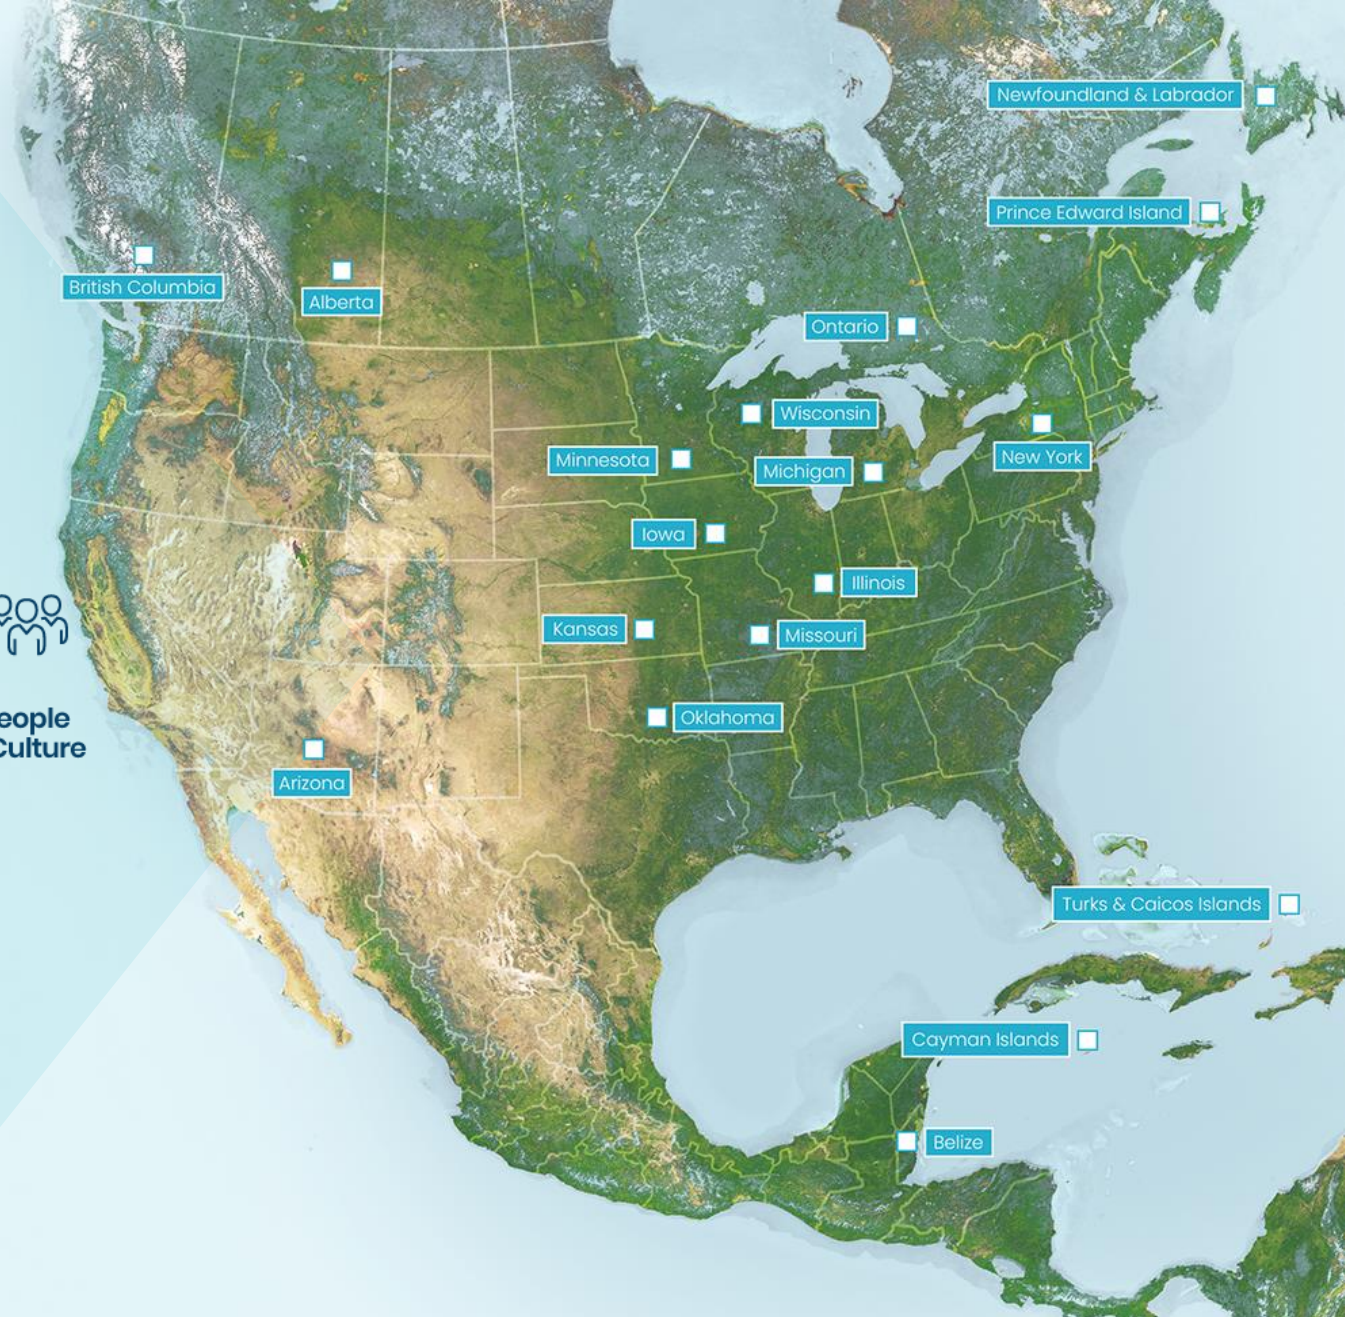 Newfoundland & Labrador
Prince Edward Island
British Columbia
Alberta
Ontario
Wisconsin
Minnesota
Michigan
New York
Iowa
Illinois
Kansas
Missouri
Oklahoma
eople
Culture
Arizona
Turks & Caicos Islands
Cayman Islands
Belize